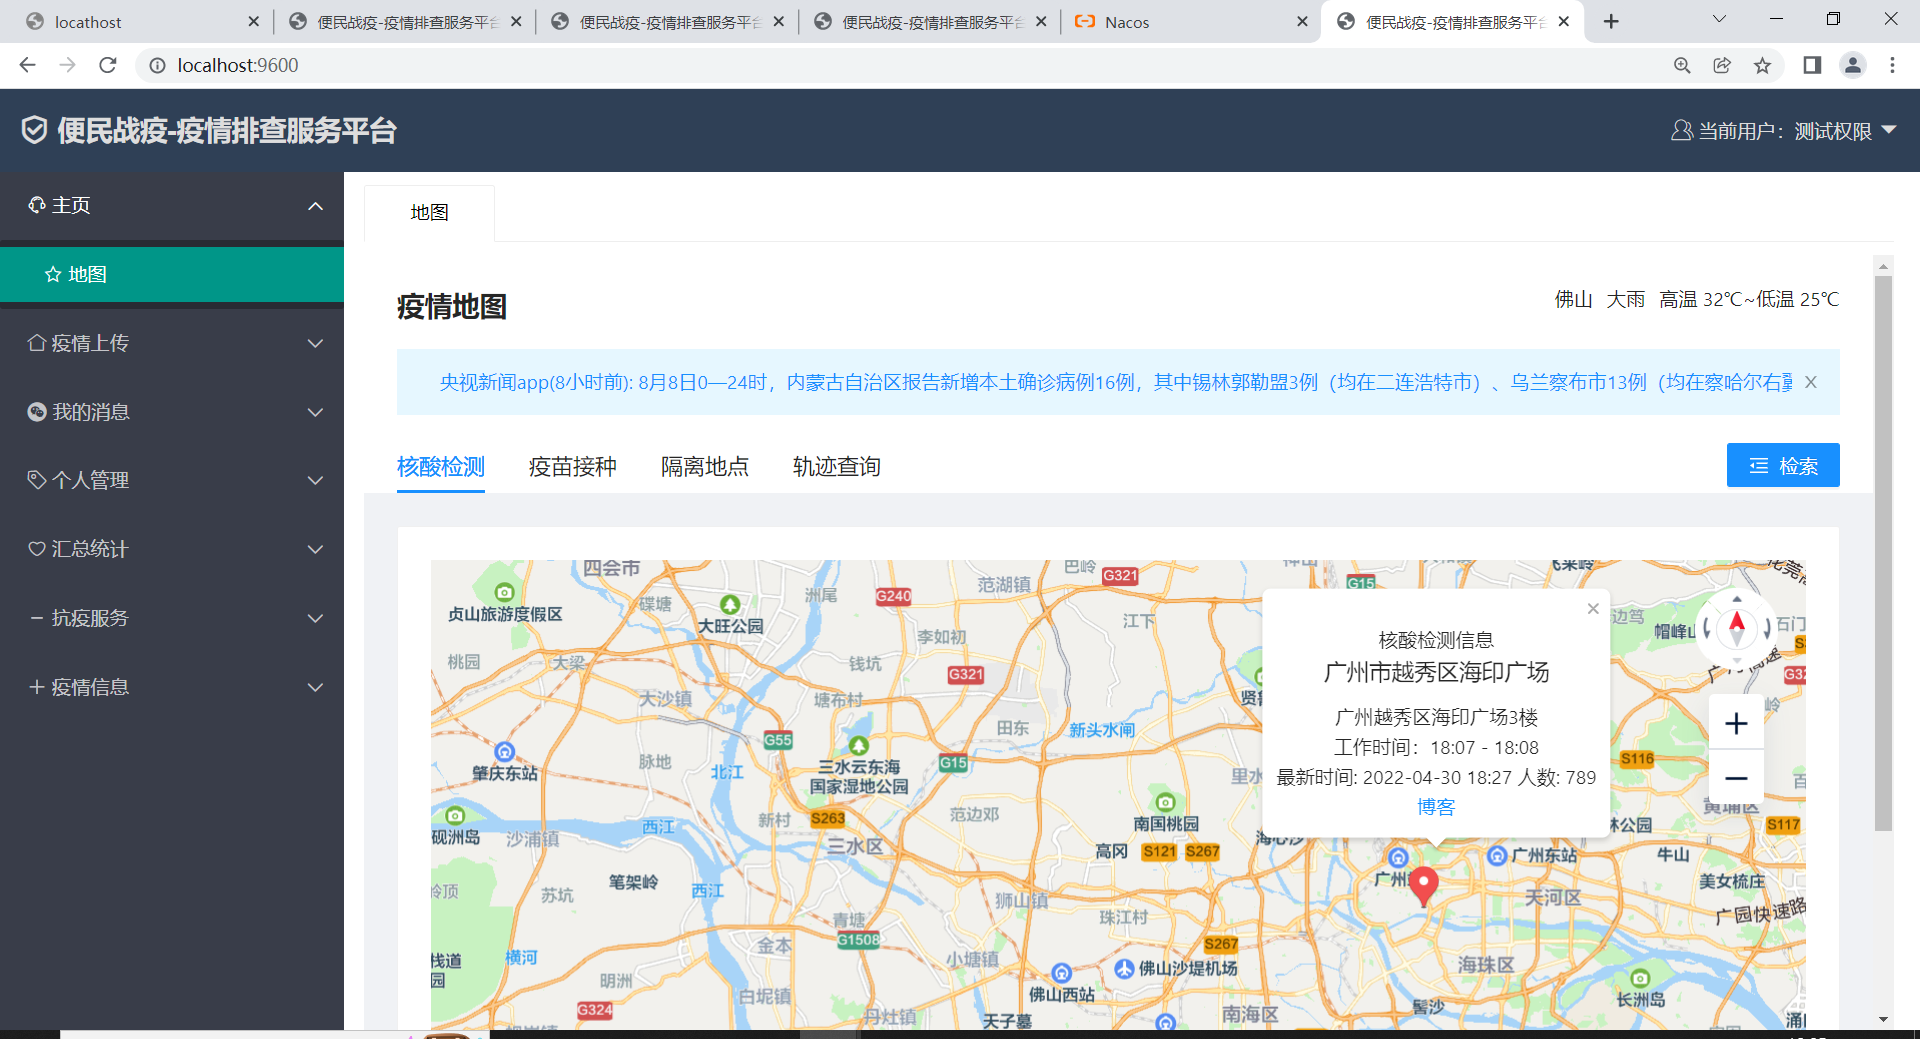 locathost
便民战疫-疫情排查服务平台
便民战疫-疫情排查服务平台
便民战疫-疫情排查服务平台
Nacos
便民战疫-疫情排查服务平台
localhost:9600
便民战疫-疫情排查服务平台
当前用户：测试权限
主页
地图
疫情上传
我的消息
个人管理
汇总统计
抗疫服务
疫情信息
地图
疫情地图
佛山 大雨 高温 32℃~低温 25℃
央视新闻app(8小时前): 8月8日0—24时，内蒙古自治区报告新增本土确诊病例16例，其中锡林郭勒盟3例（均在二连浩特市）、乌兰察布市13例（均在察哈尔右翼
核酸检测 疫苗接种 隔离地点 轨迹查询
检索
四会市
巴岭
G321
G15
飞来岭
范湖镇
贞山旅游度假区
碟塘
洲尾
G240
大旺公园
江下
李如初
边笃
帽峰山
石门
桃园
大梁
钱坑
G321
大沙镇
塘布村
田东
新头水闸
G55
肇庆东站
脉地
北江
三水云东海
国家湿地公园
G15
里水
S116
黄埔区
砚洲岛
沙浦镇
西江
新村
S263
三水区
范边邓
南国桃园
高冈
S121
S267
林公园
S117
广州东站
牛山
岭顶
苏坑
笔架岭
西江
狮山镇
珠江村
天河区
美女梳庄
广园快速路
青塘
G1508
金本
S267
栈道
园
横河
明洲
小塘镇
佛山西站
佛山沙堤机场
海珠区
长洲岛
G324
白坭镇
丹灶镇
天子墓
南海区
髻沙
核酸检测信息
广州市越秀区海印广场
广州越秀区海印广场3楼
工作时间：18:07 - 18:08
最新时间: 2022-04-30 18:27 人数: 789
博客